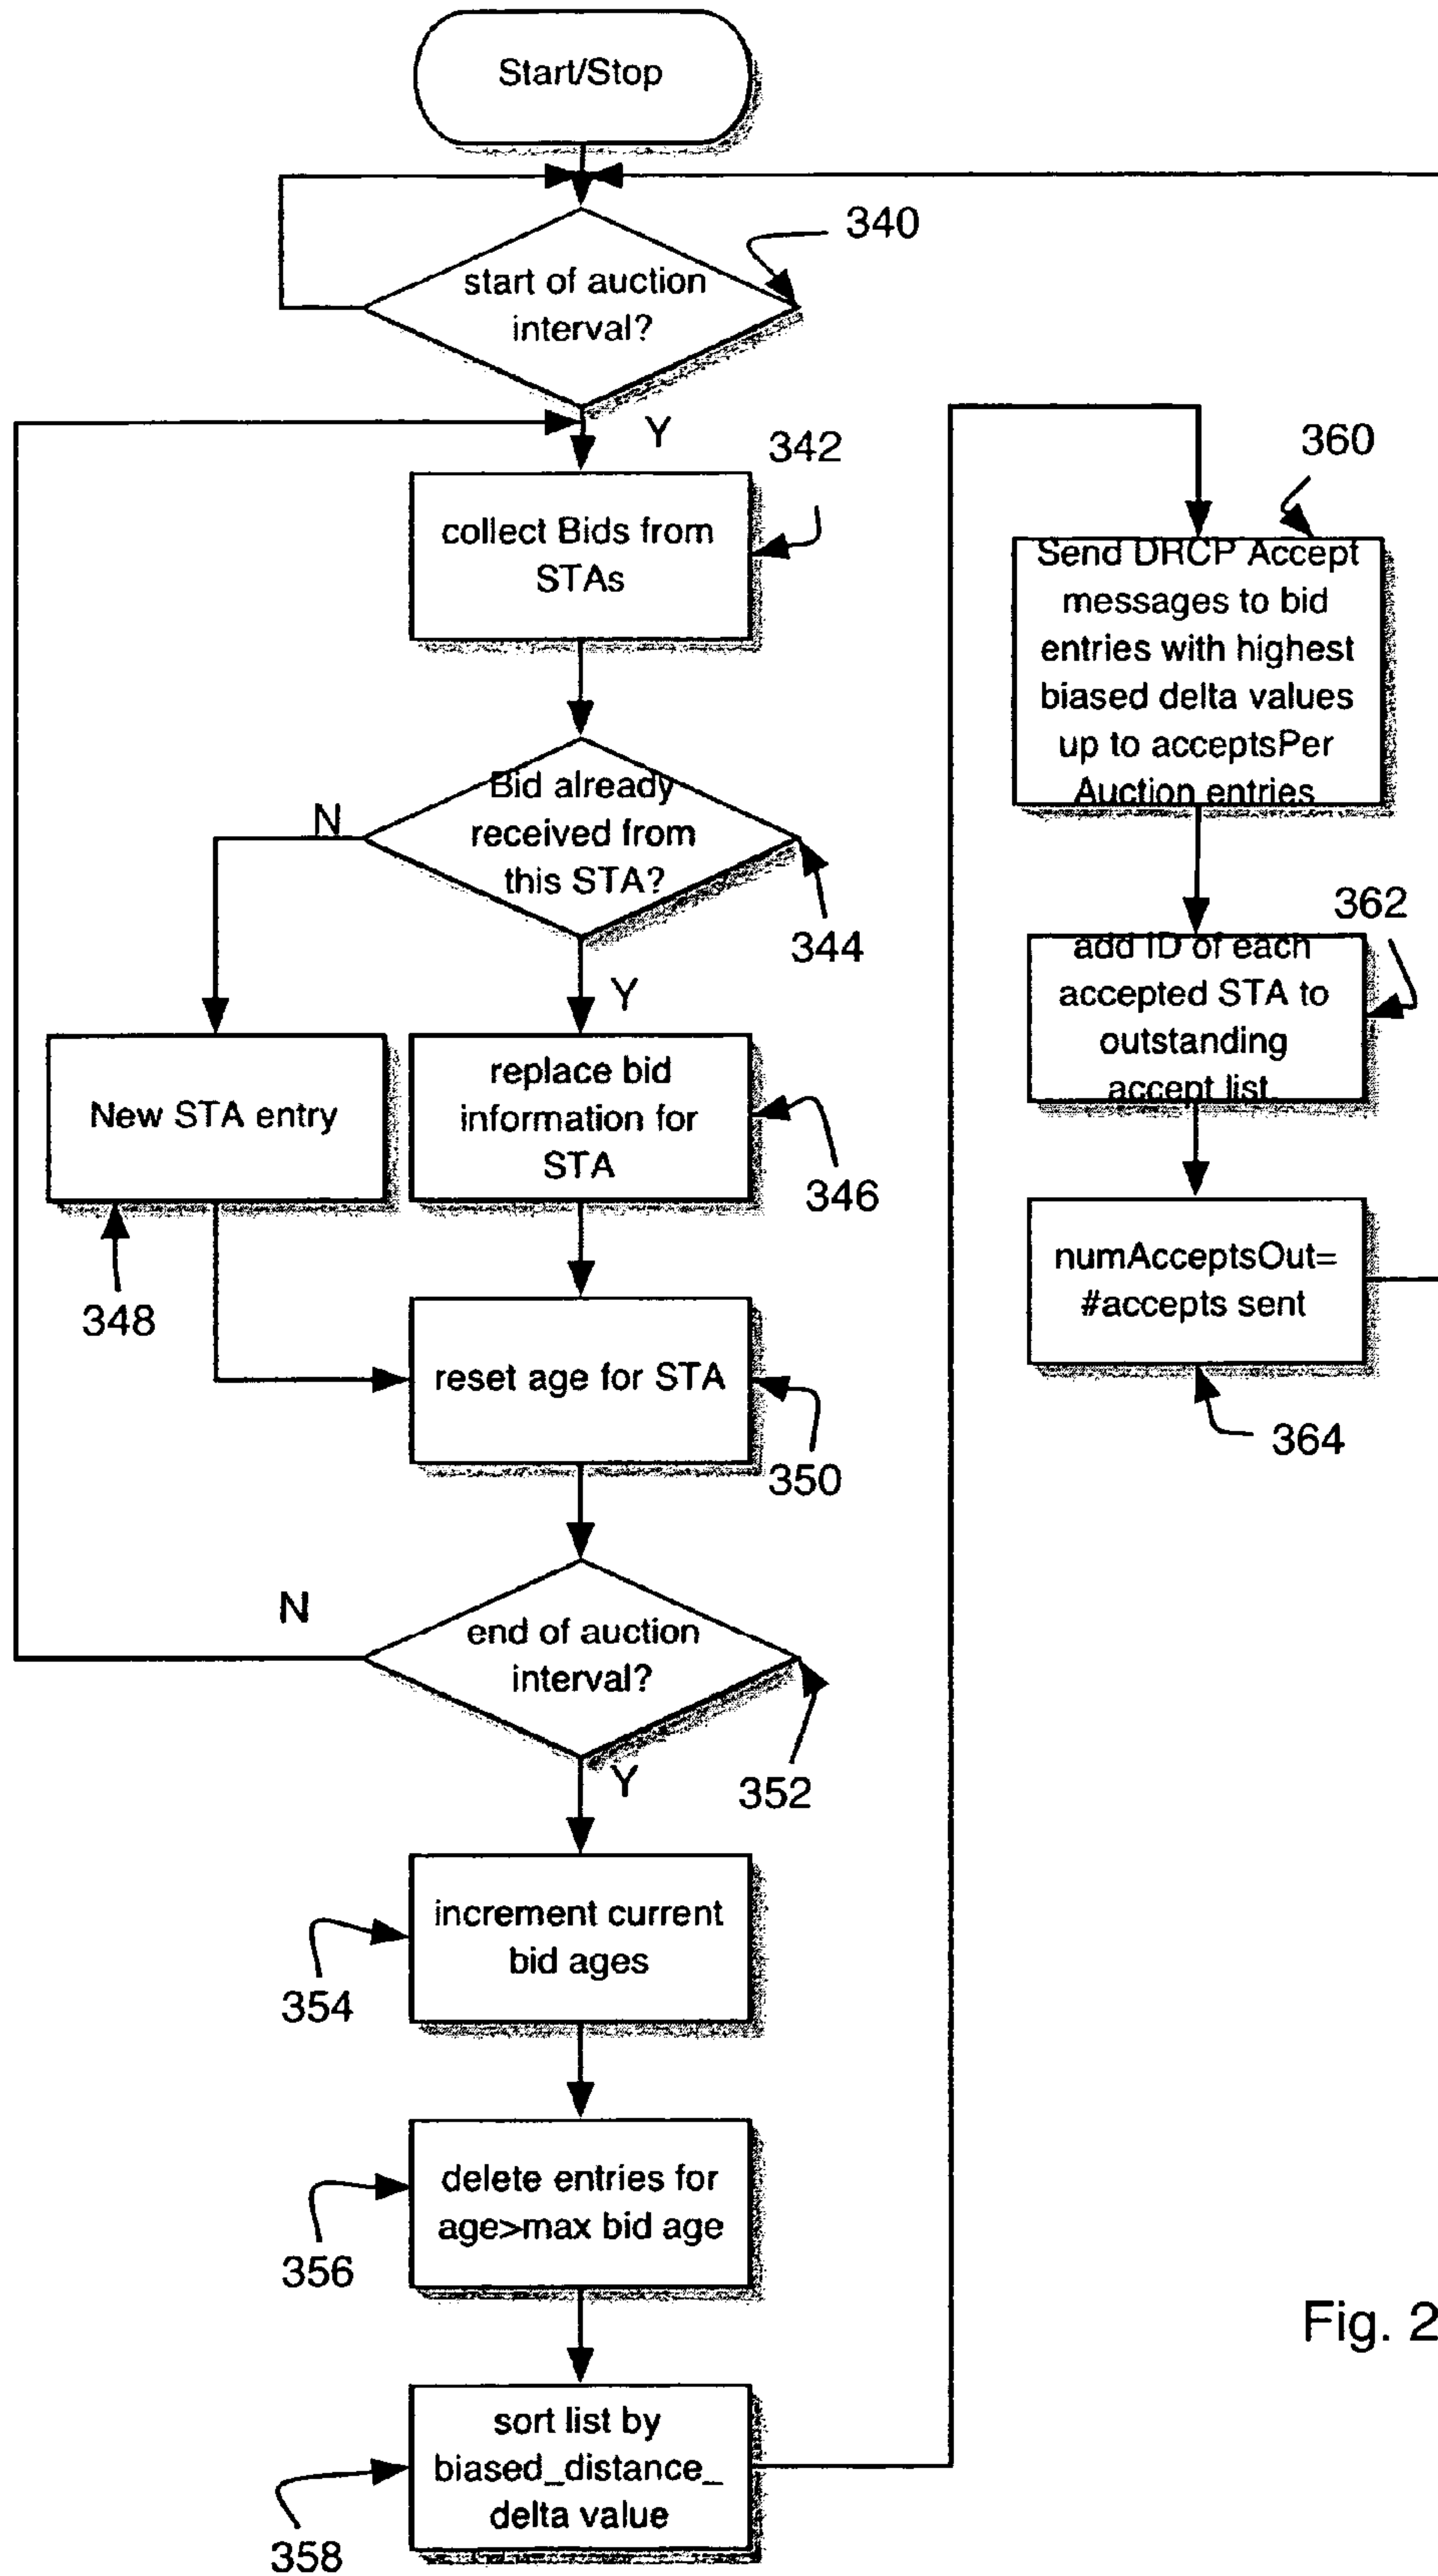 Start/Stop
start of auction
interval?
340
Y
342
collect Bids from
STAs
Bid already
received from
this STA?
N
344
Y
New STA entry
348
replace bid
information for
STA
346
reset age for STA
350
end of auction
interval?
N
352
Y
increment current
bid ages
354
delete entries for
age>max bid age
356
sort list by
biased_distance_
delta value
358
360
Send DRCP Accept
messages to bid
entries with highest
biased delta values
up to acceptsPer
Auction entries
362
add ID of each
accepted STA to
outstanding
accept list
numAcceptsOut=
#accepts sent
364
Fig. 2